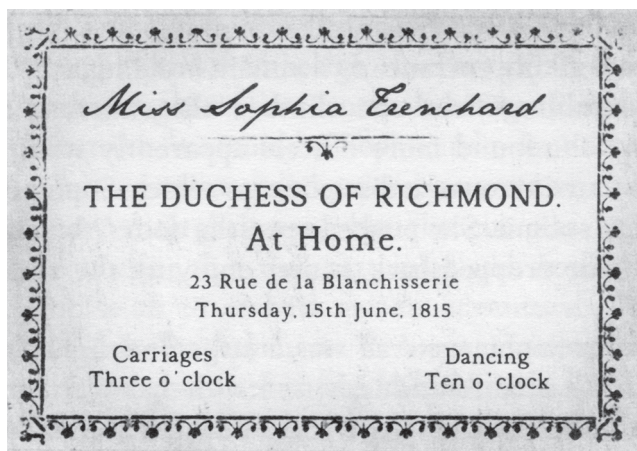 Miss Sophia Trenchard
THE DUCHESS OF RICHMOND.
At Home.
23 Rue de la Blanchisserie
Thursday, 15th June, 1815
Carriages
Three o'clock
Dancing
Ten o'clock